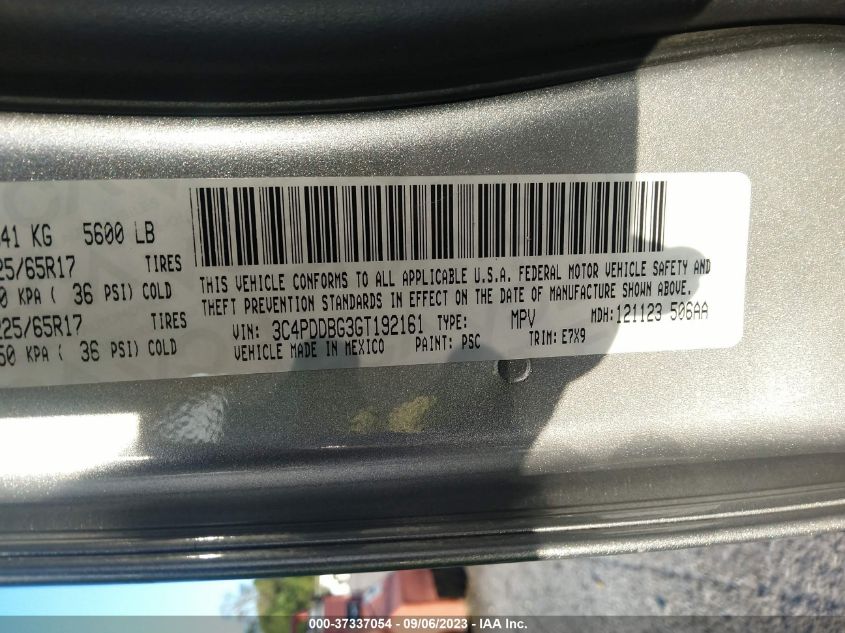 41 KG 5600 LB
25/65R17 TIRES
0 KPA ( 36 PSI) COLD
225/65R17 TIRES
50 KPA ( 36 PSI) COLD
THIS VEHICLE CONFORMS TO ALL APPLICABLE U.S.A. FEDERAL MOTOR VEHICLE SAFETY AND
THEFT PREVENTION STANDARDS IN EFFECT ON THE DATE OF MANUFACTURE SHOWN ABOVE.
VIN: 3C4PDDBG3GT192161 TYPE: MPV MDH: 121123 506AA
VEHICLE MADE IN MEXICO PAINT: PSC TRIM: E7X9
000-37337054 - 09/06/2023 - IAA Inc.